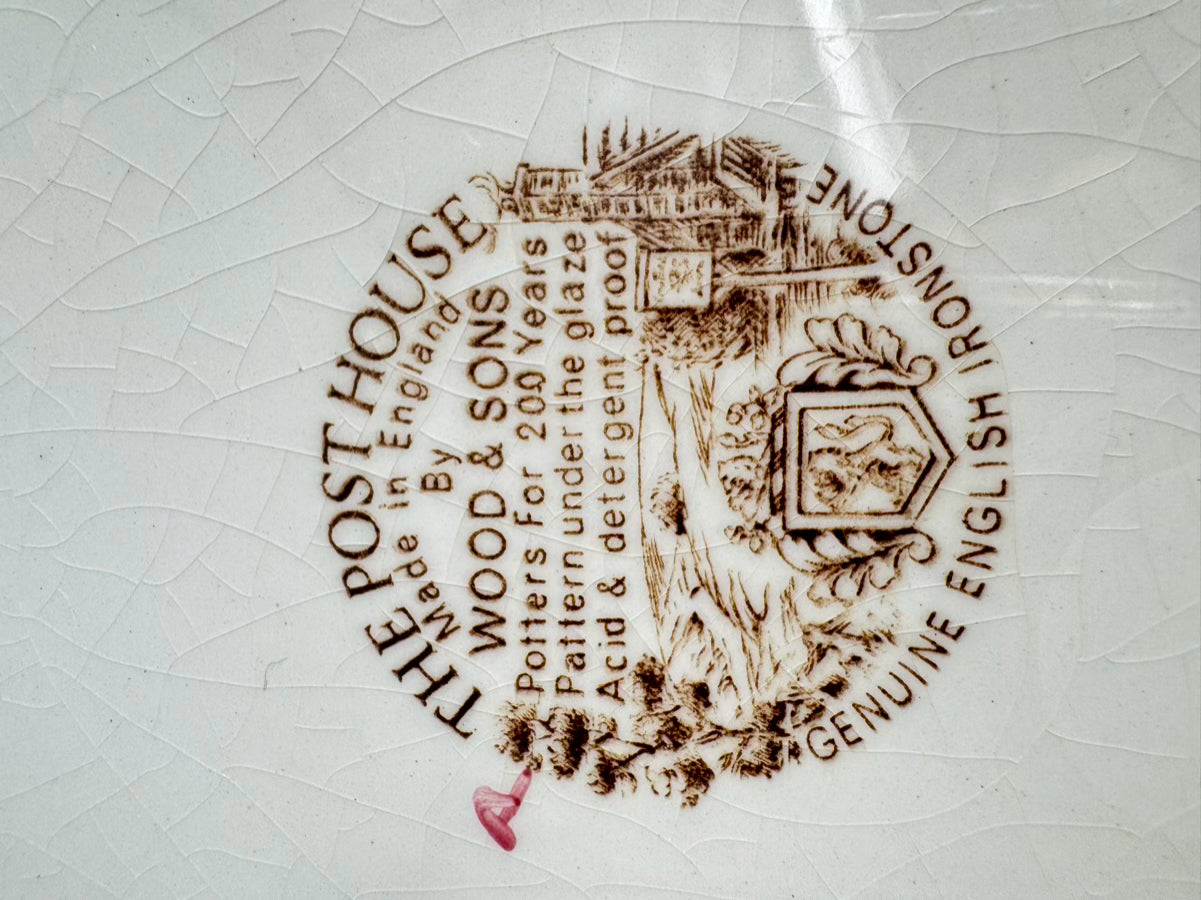 THE POST HOUSE
Made in England
By
WOOD & SONS
Potters For 200 Years
Pattern under the glaze
Acid & detergent proof
GENUINE ENGLISH IRONSTONE